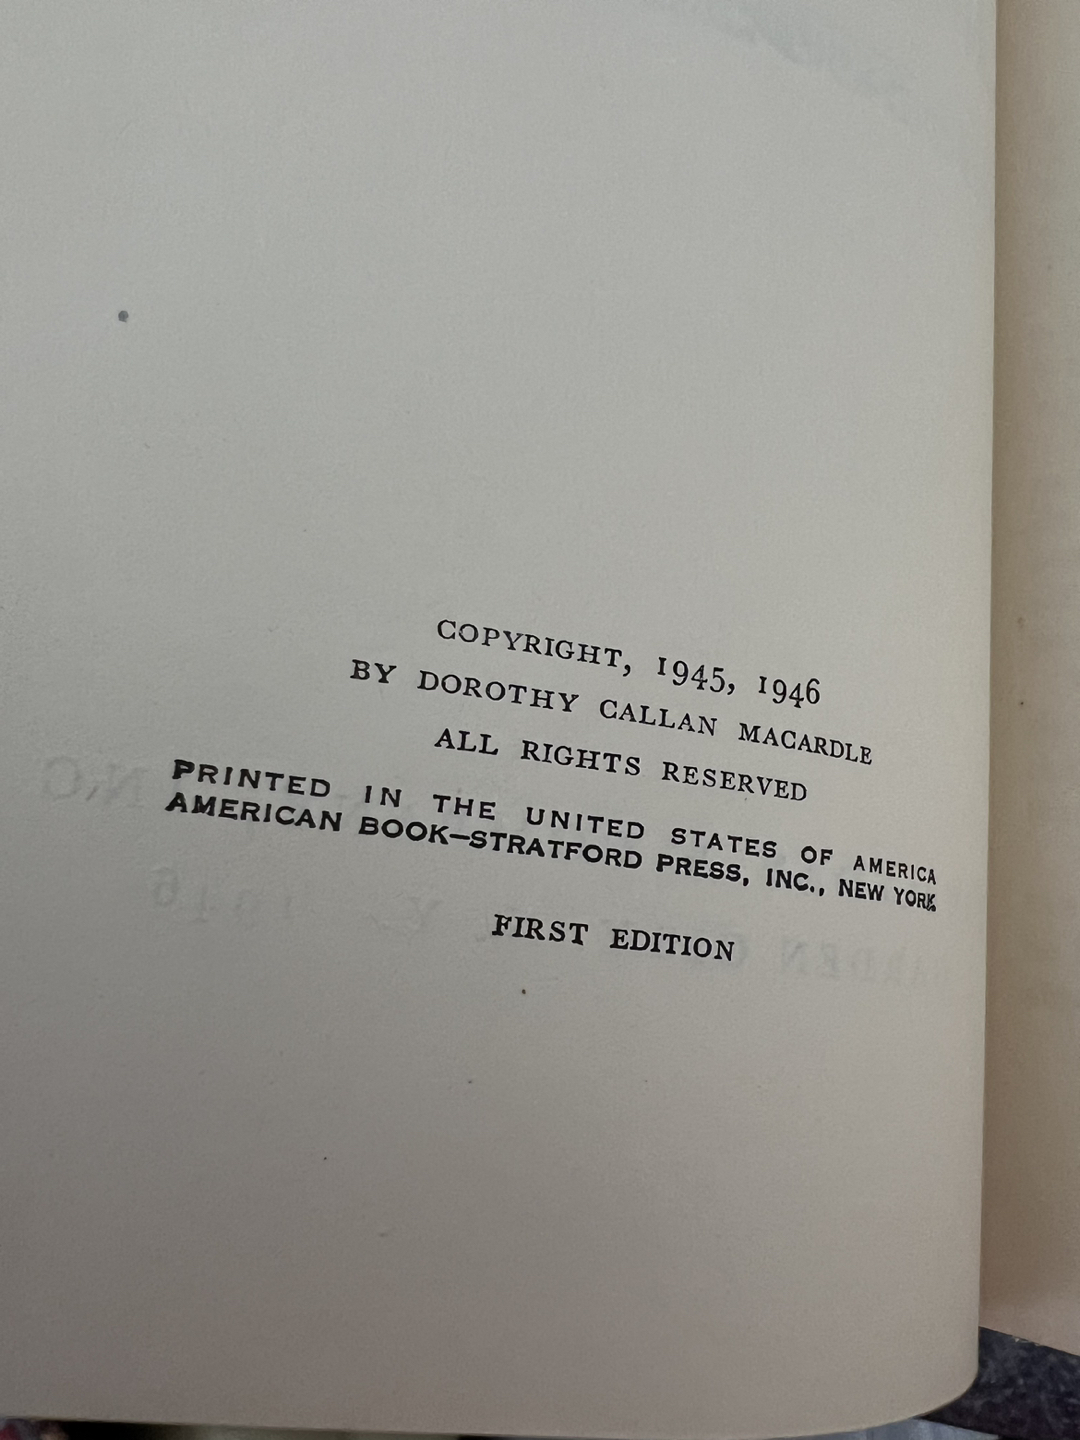 COPYRIGHT, 1945, 1946
BY DOROTHY CALLAN MACARDLE
ALL RIGHTS RESERVED
PRINTED IN THE UNITED STATES OF AMERICA
AMERICAN BOOK—STRATFORD PRESS, INC., NEW YORK
FIRST EDITION